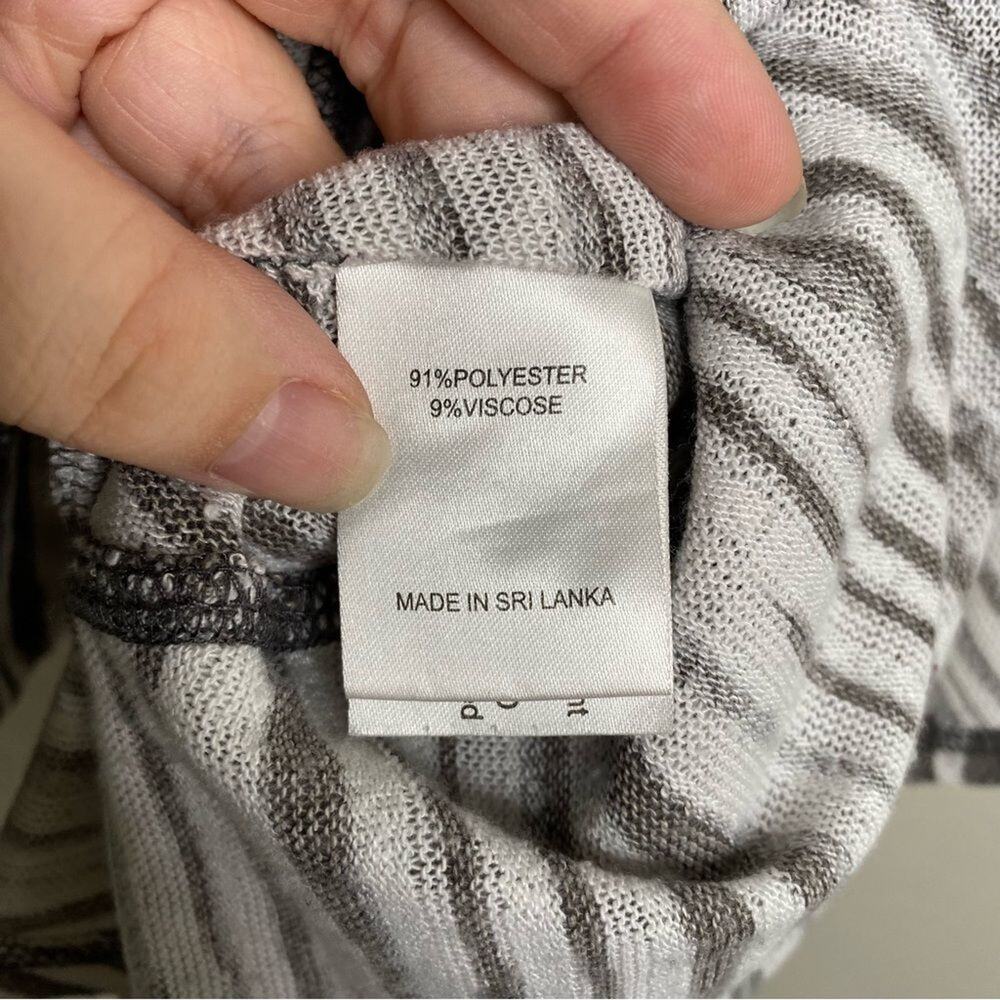 91%POLYESTER
9%VISCOSE
MADE IN SRI LANKA